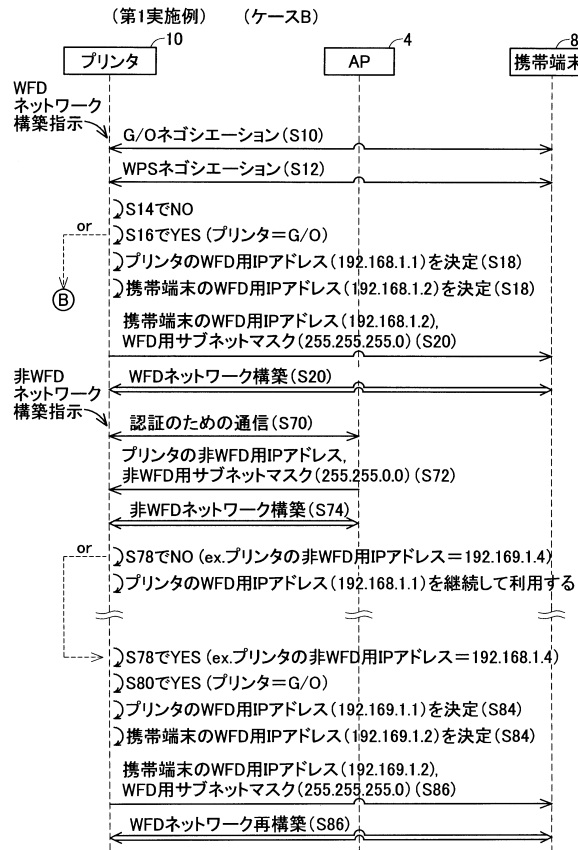 (第1実施例) (ケースB)
10
4
8
プリンタ
AP
携帯端末
WFD
ネットワーク
構築指示
G/Oネゴシエーション(S10)
WPSネゴシエーション(S12)
S14でNO
or
S16でYES(プリンタ=G/O)
プリンタのWFD用IPアドレス(192.168.1.1)を決定(S18)
B
携帯端末のWFD用IPアドレス(192.168.1.2)を決定(S18)
携帯端末のWFD用IPアドレス(192.168.1.2),
WFD用サブネットマスク(255.255.255.0)(S20)
WFDネットワーク構築(S20)
非WFD
ネットワーク
構築指示
認証のための通信(S70)
プリンタの非WFD用IPアドレス,
非WFD用サブネットマスク(255.255.0.0)(S72)
非WFDネットワーク構築(S74)
or
S78でNO(ex.プリンタの非WFD用IPアドレス=192.169.1.4)
プリンタのWFD用IPアドレス(192.168.1.1)を継続して利用する
S78でYES(ex.プリンタの非WFD用IPアドレス=192.168.1.4)
S80でYES(プリンタ=G/O)
プリンタのWFD用IPアドレス(192.169.1.1)を決定(S84)
携帯端末のWFD用IPアドレス(192.169.1.2)を決定(S84)
携帯端末のWFD用IPアドレス(192.169.1.2),
WFD用サブネットマスク(255.255.255.0)(S86)
WFDネットワーク再構築(S86)